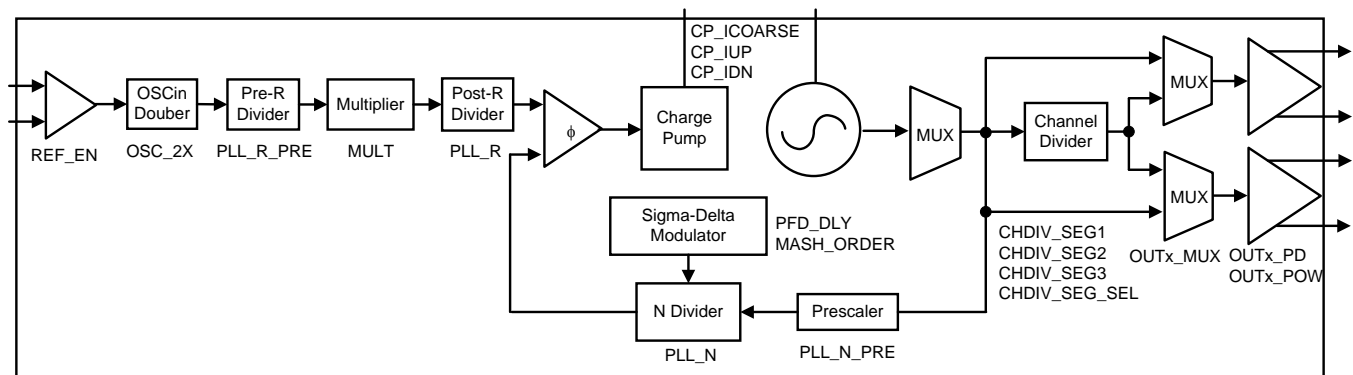 CP_ICOARSE
CP_IUP
CP_IDN
OSCin
Douber
Pre-R
Divider
Multiplier
Post-R
Divider
ϕ
Charge
Pump
MUX
Channel
Divider
MUX
MUX
REF_EN
OSC_2X
PLL_R_PRE
MULT
PLL_R
Sigma-Delta
Modulator
PFD_DLY
MASH_ORDER
CHDIV_SEG1
CHDIV_SEG2
CHDIV_SEG3
CHDIV_SEG_SEL
OUTx_MUX
OUTx_PD
OUTx_POW
N Divider
Prescaler
PLL_N
PLL_N_PRE